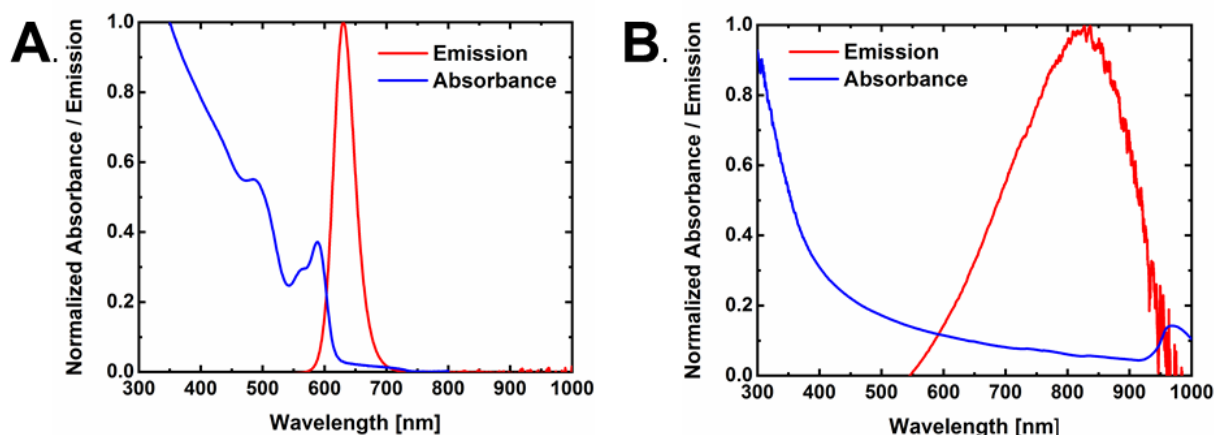 A.
Normalized Absorbance / Emission
1.0
0.8
0.6
0.4
0.2
0.0
Emission
Absorbance
300 400 500 600 700 800 900 1000
Wavelength [nm]
B.
Normalized Absorbance / Emission
1.0
0.8
0.6
0.4
0.2
0.0
Emission
Absorbance
300 400 500 600 700 800 900 1000
Wavelength [nm]